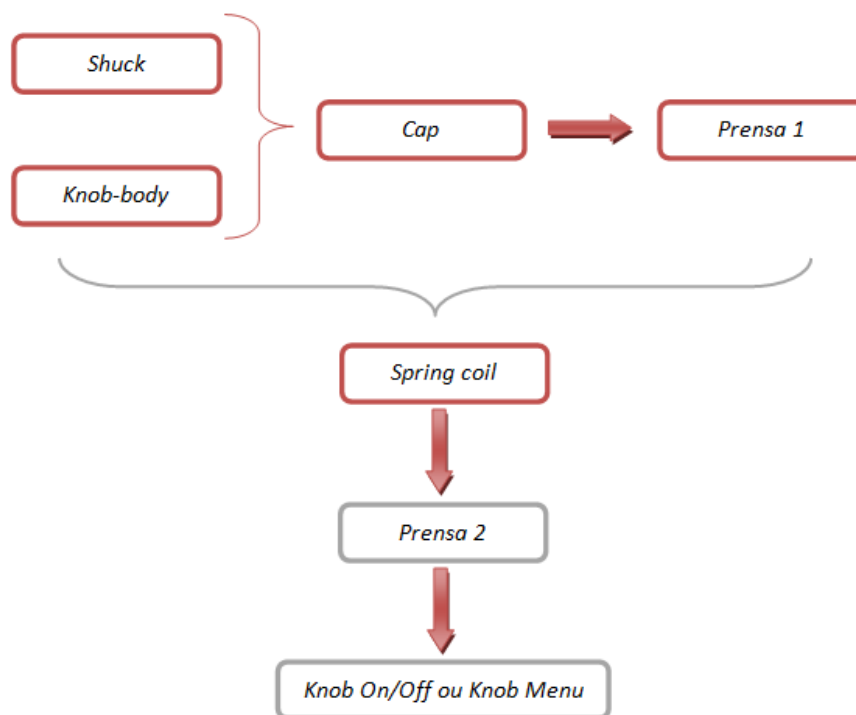 Shuck
Cap
Prensa 1
Knob-body
Spring coil
Prensa 2
Knob On/Off ou Knob Menu